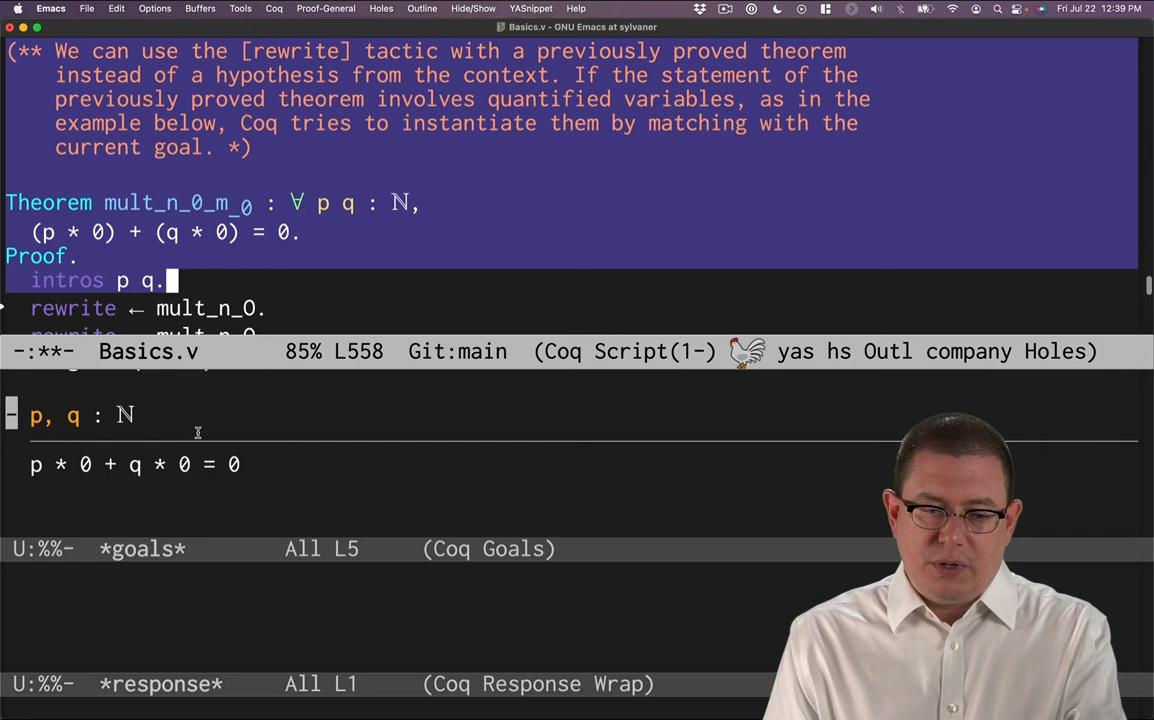 Emacs File Edit Options Buffers Tools Coq Proof-General Holes Outline Hide/Show YASnippet Help Fri Jul 22 12:39 PM
Basics.v - GNU Emacs at sylvaner
(** We can use the [rewrite] tactic with a previously proved theorem
instead of a hypothesis from the context. If the statement of the
previously proved theorem involves quantified variables, as in the
example below, Coq tries to instantiate them by matching with the
current goal. *)
Theorem mult_n_0_m_0 : ∀ p q : ℕ,
(p * 0) + (q * 0) = 0.
Proof.
intros p q.
rewrite ← mult_n_O.
rewrite ← mult_n_O.
-:**- Basics.v 85% L558 Git:main (Coq Script(1-) yas hs Outl company Holes)
p, q : ℕ
p * 0 + q * 0 = 0
U:%%- *goals* All L5 (Coq Goals)
U:%%- *response* All L1 (Coq Response Wrap)